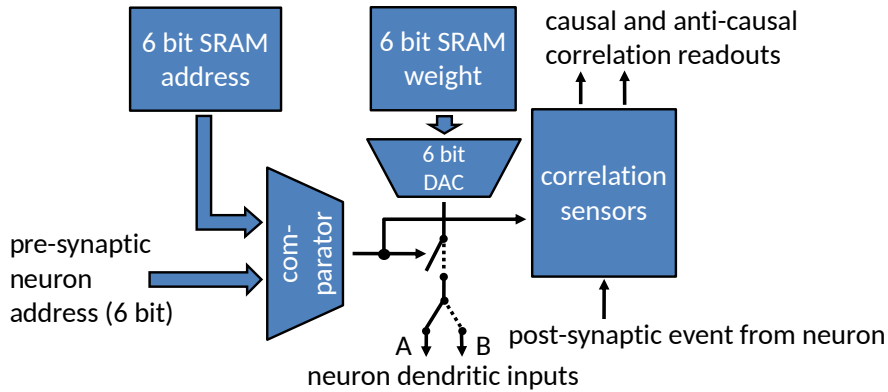 6 bit SRAM
address
6 bit SRAM
weight
causal and anti-causal
correlation readouts
6 bit
DAC
correlation
sensors
com-
parator
pre-synaptic
neuron
address (6 bit)
A
B
post-synaptic event from neuron
neuron dendritic inputs